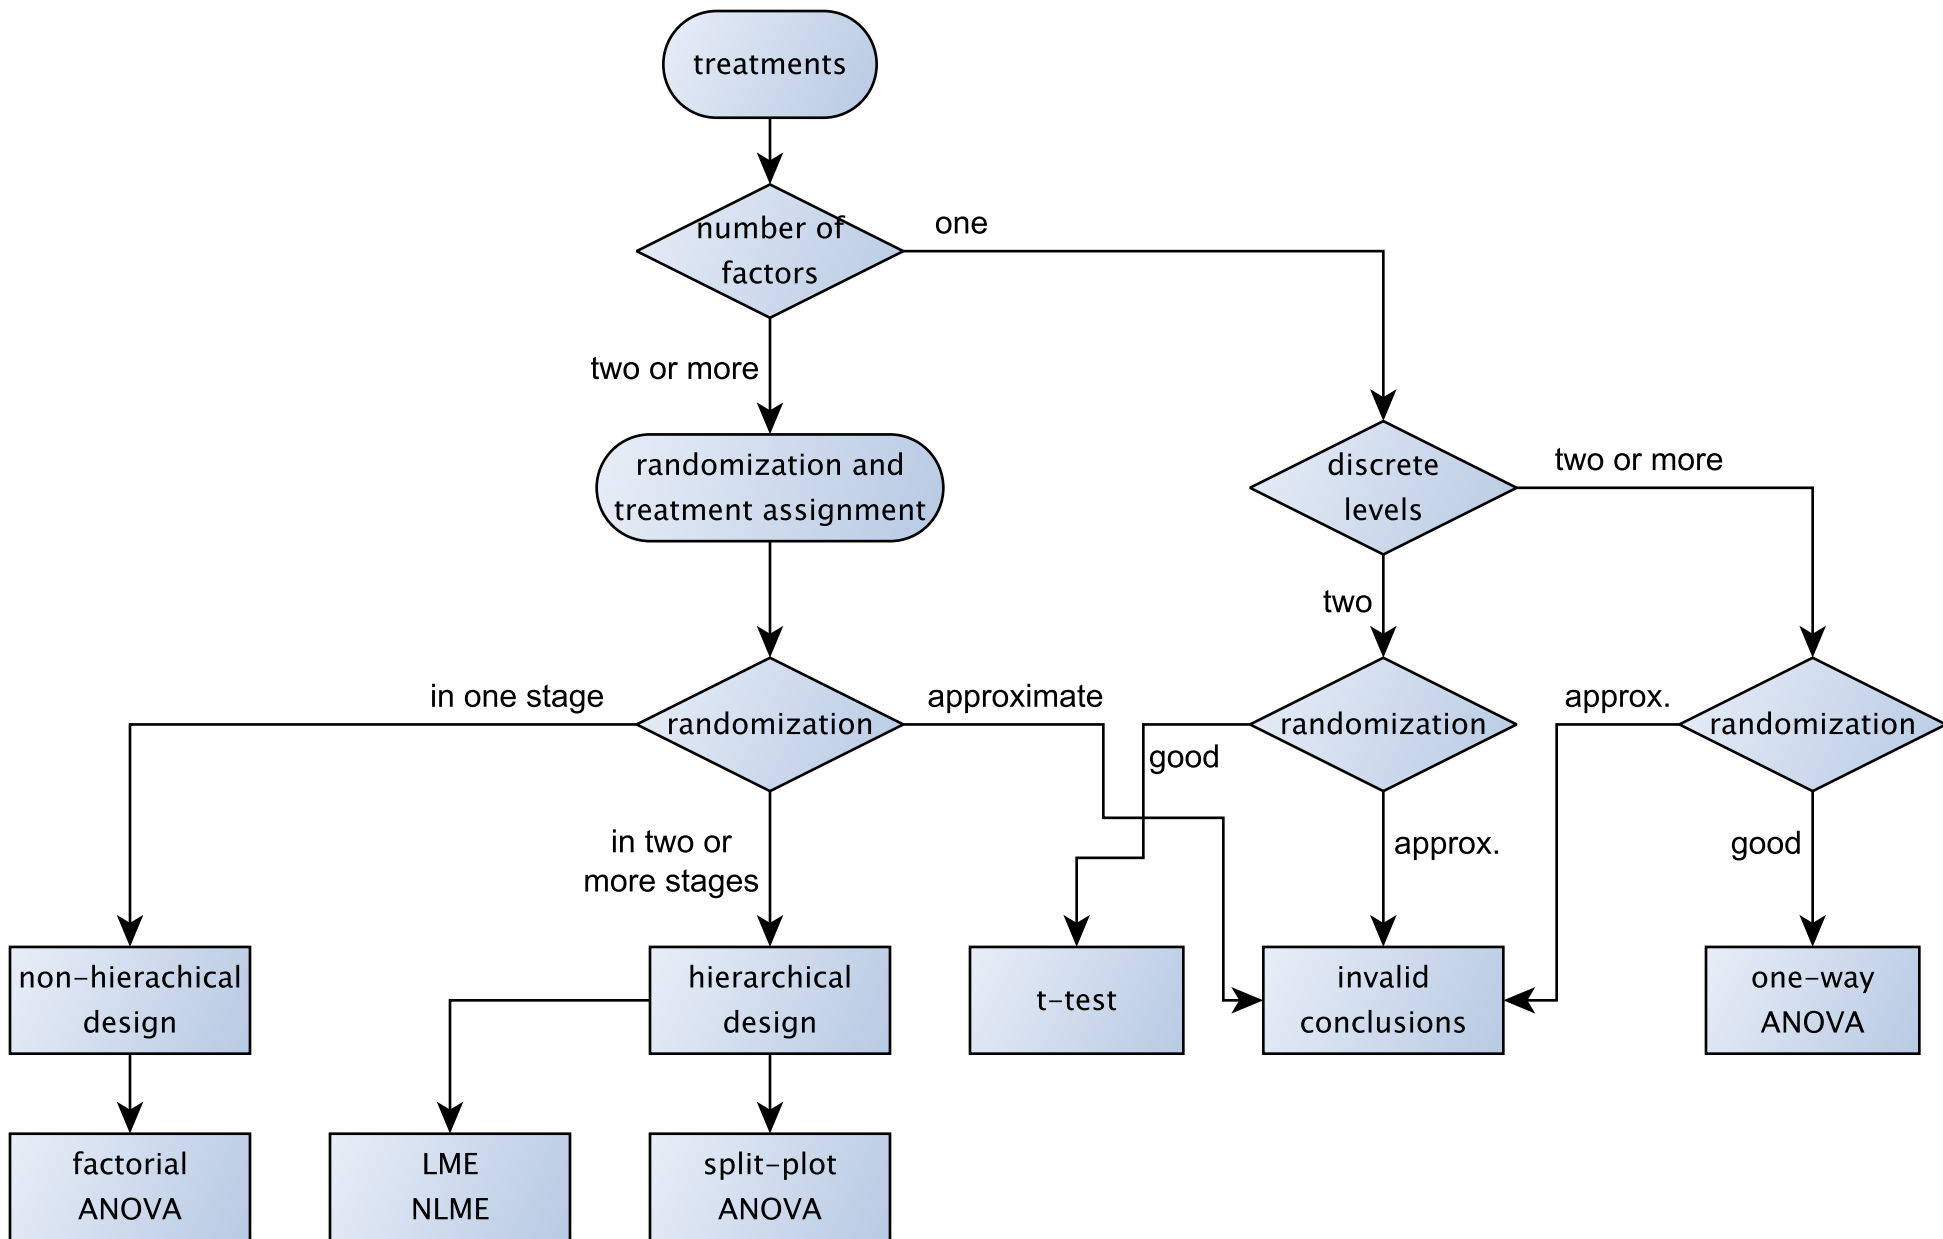 treatments
number of
factors
one
two or more
randomization and
treatment assignment
discrete
levels
two or more
two
in one stage
randomization
approximate
randomization
approx.
randomization
good
in two or
more stages
approx.
good
non-hierachical
design
hierarchical
design
t-test
invalid
conclusions
one-way
ANOVA
factorial
ANOVA
LME
NLME
split-plot
ANOVA